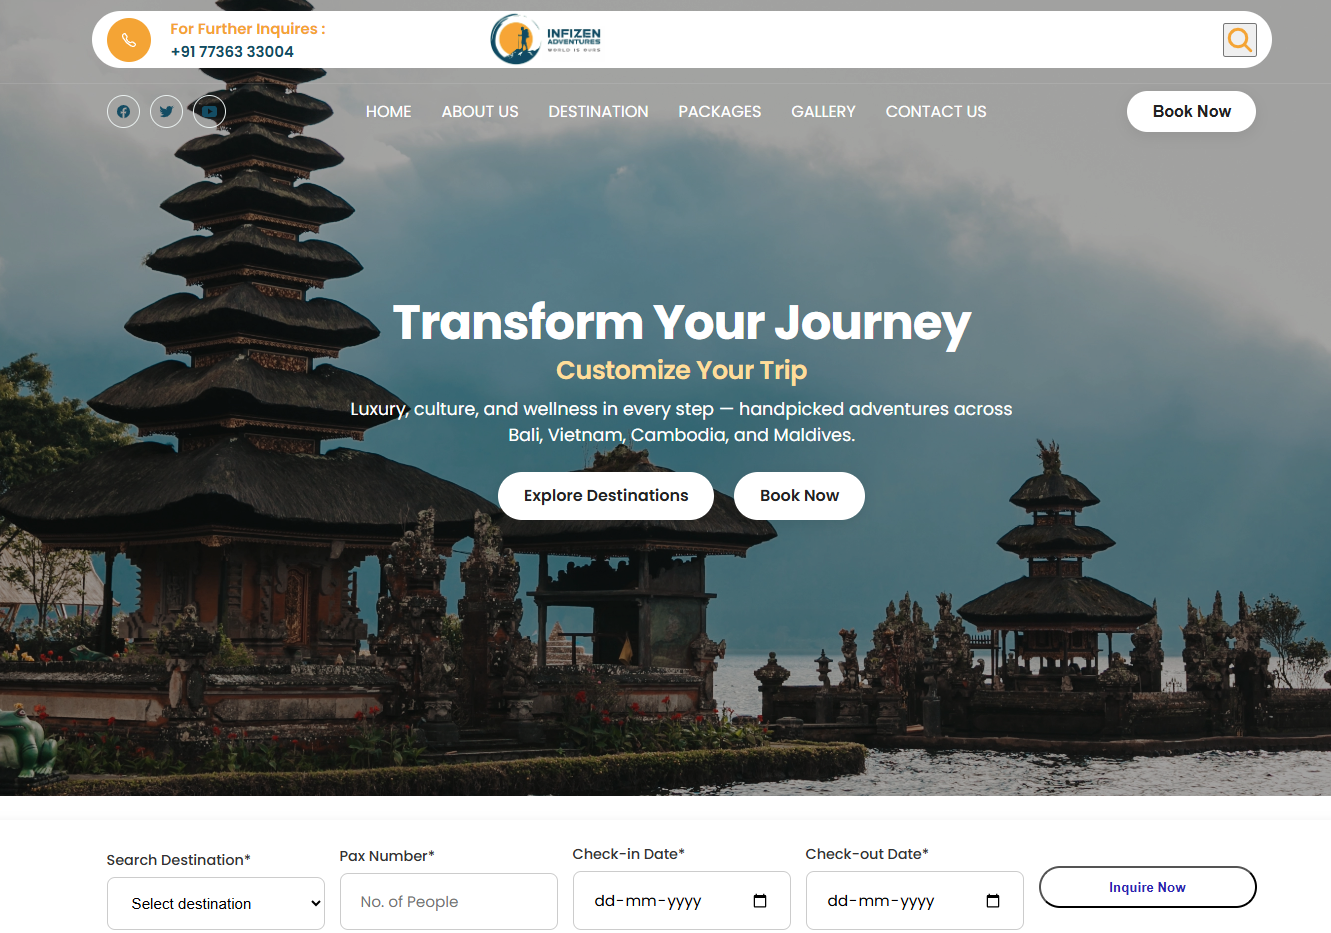 For Further Inquires :
+91 77363 33004
INFIZEN
ADVENTURES
WORLD IS OURS
HOME ABOUT US DESTINATION PACKAGES GALLERY CONTACT US
Book Now
Transform Your Journey
Customize Your Trip
Luxury, culture, and wellness in every step — handpicked adventures across
Bali, Vietnam, Cambodia, and Maldives.
Explore Destinations Book Now
Search Destination* Pax Number* Check-in Date* Check-out Date*
Select destination No. of People dd-mm-yyyy dd-mm-yyyy Inquire Now